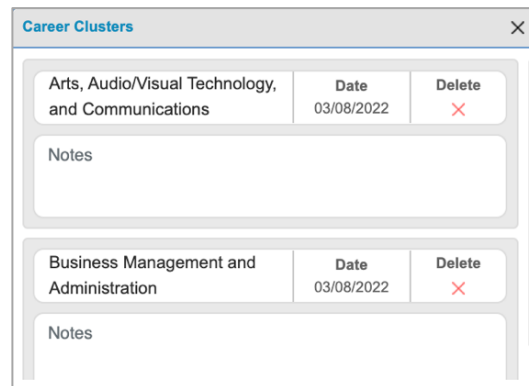 Career Clusters
Arts, Audio/Visual Technology,
and Communications
Date
03/08/2022
Delete
Notes
Business Management and
Administration
Date
03/08/2022
Delete
Notes